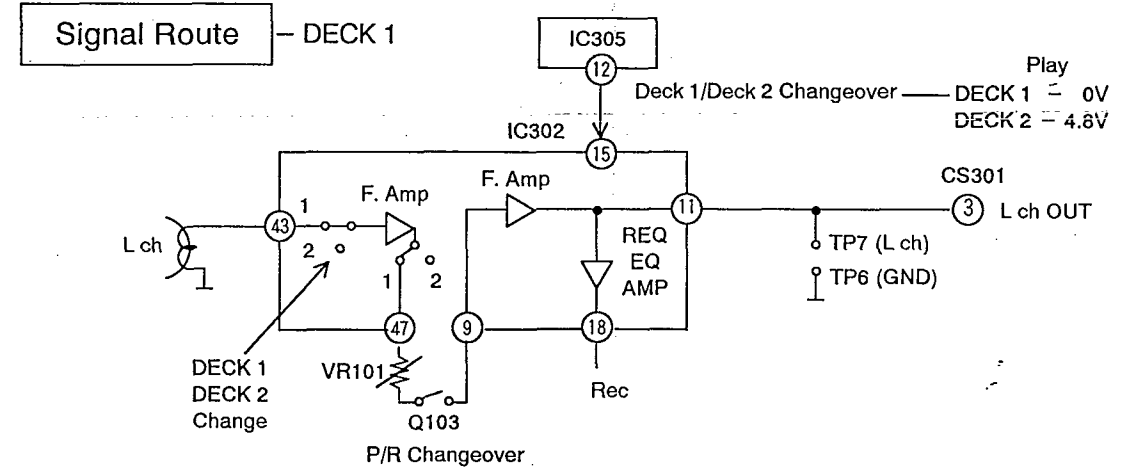 Signal Route – DECK 1
IC305
12
Play
Deck 1/Deck 2 Changeover — DECK 1 – 0V
DECK 2 – 4.8V
IC302
15
CS301
F. Amp
F. Amp
1
43
11
3
L ch OUT
L ch
2
REQ
EQ
AMP
TP7 (L ch)
TP6 (GND)
1
2
47
9
18
DECK 1
DECK 2
Change
VR101
Rec
Q103
P/R Changeover